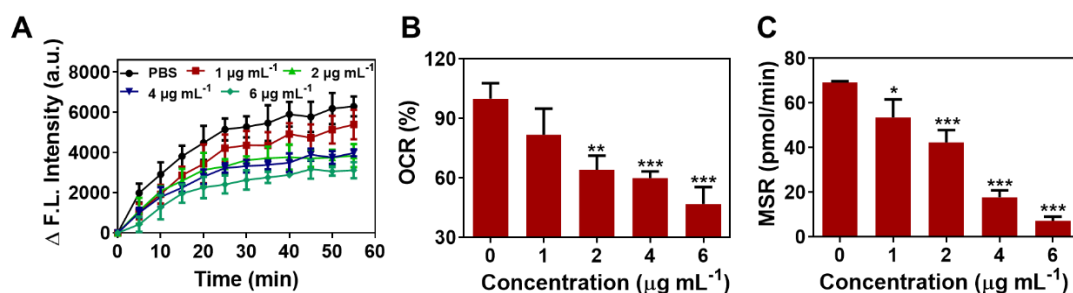 A
Δ F.L. Intensity (a.u.)
8000
6000
4000
2000
0
PBS
1 µg mL⁻¹
2 µg mL⁻¹
4 µg mL⁻¹
6 µg mL⁻¹
0 10 20 30 40 50 60
Time (min)
B
OCR (%)
120
90
60
30
**
***
***
0 1 2 4 6
Concentration (µg mL⁻¹)
C
MSR (pmol/min)
80
60
40
20
0
*
***
***
***
0 1 2 4 6
Concentration (µg mL⁻¹)